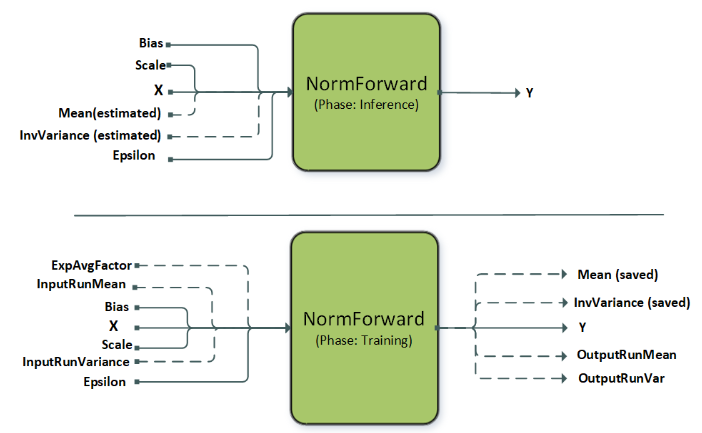 Bias
Scale
X
Mean(estimated)
InvVariance (estimated)
Epsilon
NormForward
(Phase: Inference)
Y
ExpAvgFactor
InputRunMean
Bias
X
Scale
InputRunVariance
Epsilon
NormForward
(Phase: Training)
Mean (saved)
InvVariance (saved)
Y
OutputRunMean
OutputRunVar